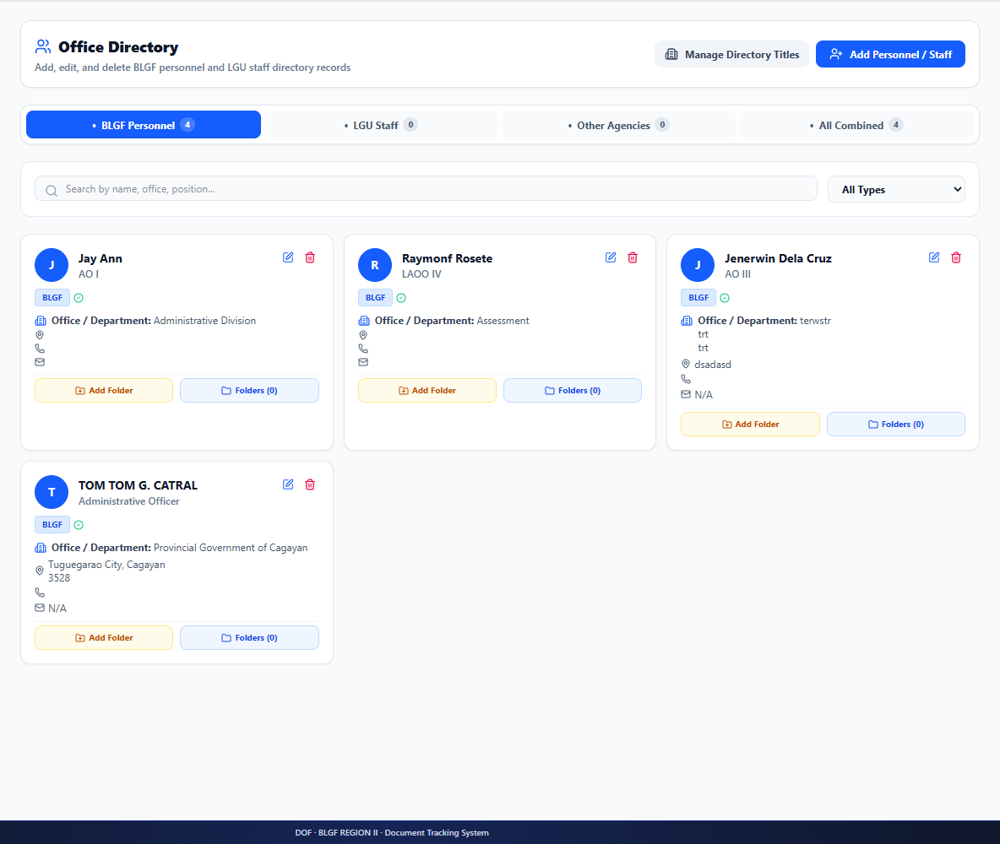 Office Directory
Add, edit, and delete BLGF personnel and LGU staff directory records
Manage Directory Titles
Add Personnel / Staff
• BLGF Personnel 4
• LGU Staff 0
• Other Agencies 0
• All Combined 4
Search by name, office, position...
All Types
J
Jay Ann
AO I
BLGF
Office / Department: Administrative Division
Add Folder
Folders (0)
R
Raymonf Rosete
LAOO IV
BLGF
Office / Department: Assessment
Add Folder
Folders (0)
J
Jenerwin Dela Cruz
AO III
BLGF
Office / Department: terwstr
trt
trt
dsadasd
N/A
Add Folder
Folders (0)
T
TOM TOM G. CATRAL
Administrative Officer
BLGF
Office / Department: Provincial Government of Cagayan
Tuguegarao City, Cagayan
3528
N/A
Add Folder
Folders (0)
DOF · BLGF REGION II · Document Tracking System